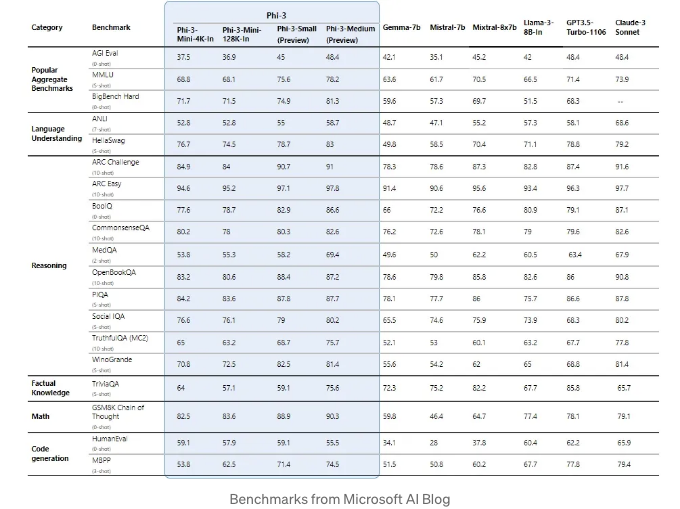 Phi-3
Category Benchmark Phi-3-Mini-4K-In Phi-3-Mini-128K-In Phi-3-Small (Preview) Phi-3-Medium (Preview) Gemma-7b Mistral-7b Mixtral-8x7b Llama-3-8B-In GPT3.5-Turbo-1106 Claude-3 Sonnet
Popular Aggregate Benchmarks
AGI Eval (0-shot) 37.5 36.9 45 48.4 42.1 35.1 45.2 42 48.4 48.4
MMLU (5-shot) 68.8 68.1 75.6 78.2 63.6 61.7 70.5 66.5 71.4 73.9
BigBench Hard (0-shot) 71.7 71.5 74.9 81.3 59.6 57.3 69.7 51.5 68.3 --
Language Understanding
ANLI (7-shot) 52.8 52.8 55 58.7 48.7 47.1 55.2 57.3 58.1 68.6
HellaSwag (5-shot) 76.7 74.5 78.7 83 49.8 58.5 70.4 71.1 78.8 79.2
Reasoning
ARC Challenge (10-shot) 84.9 84 90.7 91 78.3 78.6 87.3 82.8 87.4 91.6
ARC Easy (10-shot) 94.6 95.2 97.1 97.8 91.4 90.6 95.6 93.4 96.3 97.7
BoolQ (0-shot) 77.6 78.7 82.9 86.6 66 72.2 76.6 80.9 79.1 87.1
CommonsenseQA (10-shot) 80.2 78 80.3 82.6 76.2 72.6 78.1 79 79.6 82.6
MedQA (2-shot) 53.8 55.3 58.2 69.4 49.6 50 62.2 60.5 63.4 67.9
OpenBookQA (10-shot) 83.2 80.6 88.4 87.2 78.6 79.8 85.8 82.6 86 90.8
PIQA (5-shot) 84.2 83.6 87.8 87.7 78.1 77.7 86 75.7 86.6 87.8
Social IQA (5-shot) 76.6 76.1 79 80.2 65.5 74.6 75.9 73.9 68.3 80.2
TruthfulQA (MC2) (10-shot) 65 63.2 68.7 75.7 52.1 53 60.1 63.2 67.7 77.8
WinoGrande (5-shot) 70.8 72.5 82.5 81.4 55.6 54.2 62 65 68.8 81.4
Factual Knowledge
TriviaQA (5-shot) 64 57.1 59.1 75.6 72.3 75.2 82.2 67.7 85.8 65.7
Math
GSM8K Chain of Thought (0-shot) 82.5 83.6 88.9 90.3 59.8 46.4 64.7 77.4 78.1 79.1
Code generation
HumanEval (0-shot) 59.1 57.9 59.1 55.5 34.1 28 37.8 60.4 62.2 65.9
MBPP (3-shot) 53.8 62.5 71.4 74.5 51.5 50.8 60.2 67.7 77.8 79.4
Benchmarks from Microsoft AI Blog